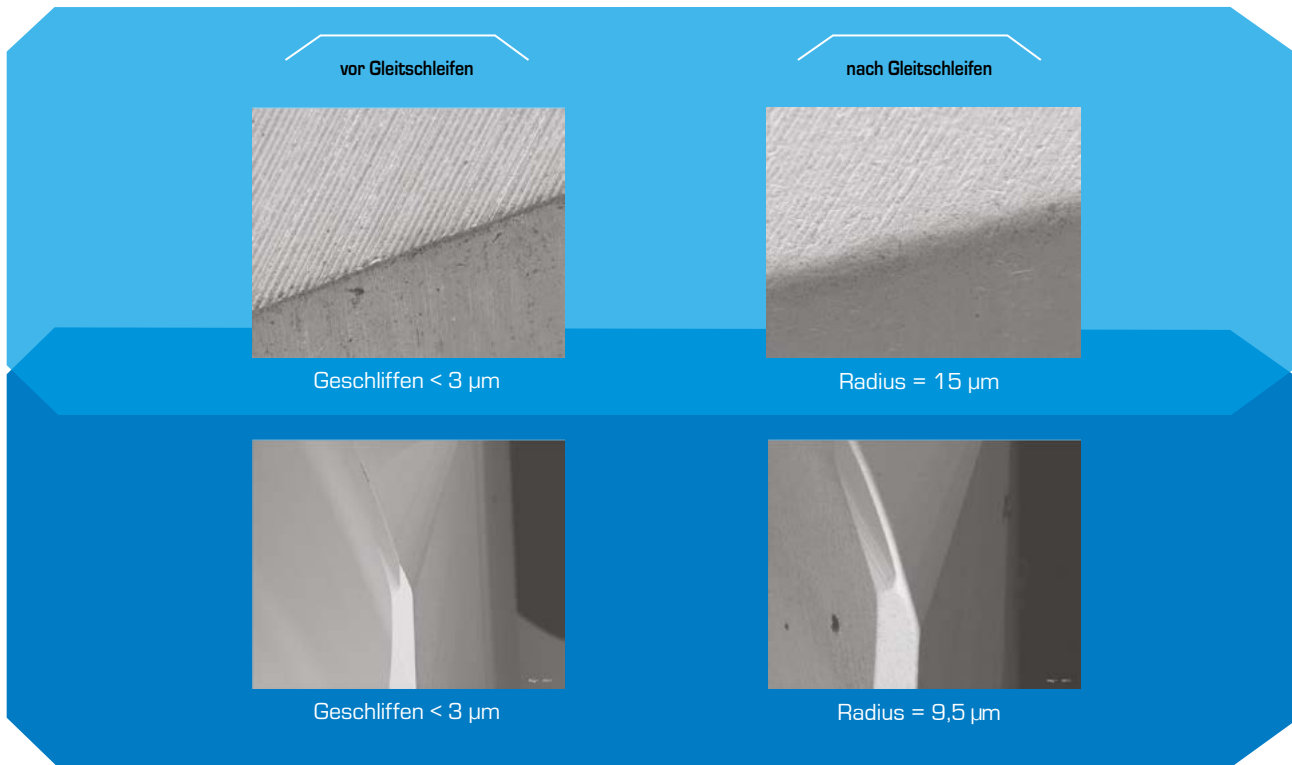 vor Gleitschleifen
nach Gleitschleifen
Geschliffen < 3 µm
Radius = 15 µm
Geschliffen < 3 µm
Radius = 9,5 µm